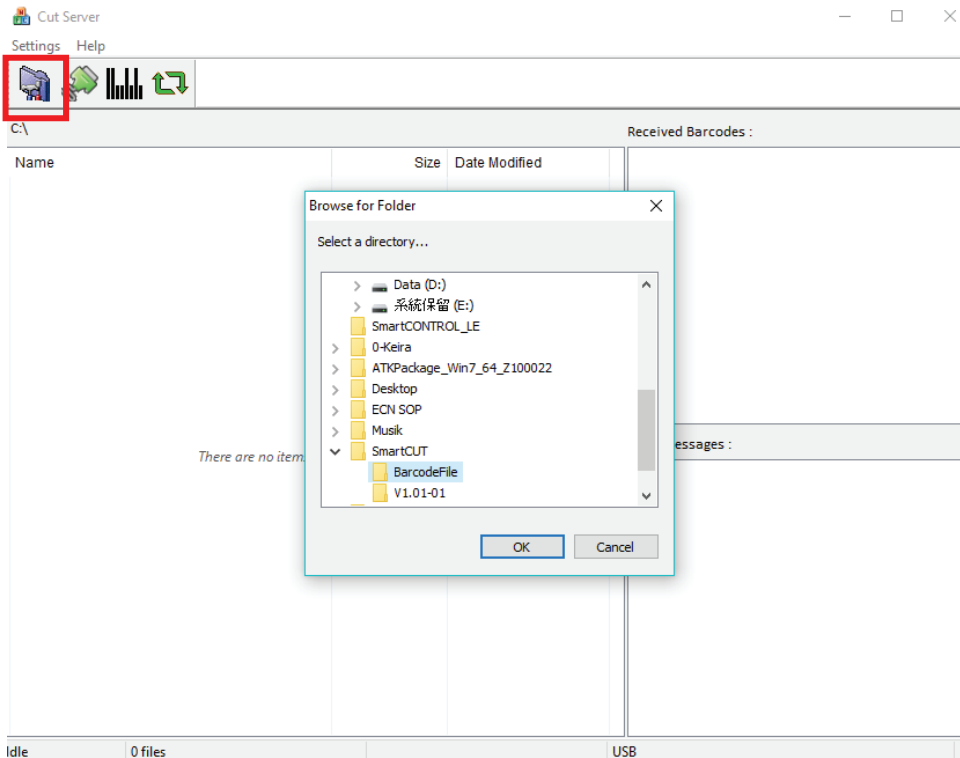 Cut Server
Settings Help
C:\
Received Barcodes :
Name Size Date Modified
Browse for Folder
Select a directory...
Data (D:)
系統保留 (E:)
SmartCONTROL_LE
0-Keira
ATKPackage_Win7_64_Z100022
Desktop
ECN SOP
Musik
SmartCUT
BarcodeFile
V1.01-01
OK Cancel
There are no item
essages :
Idle 0 files USB